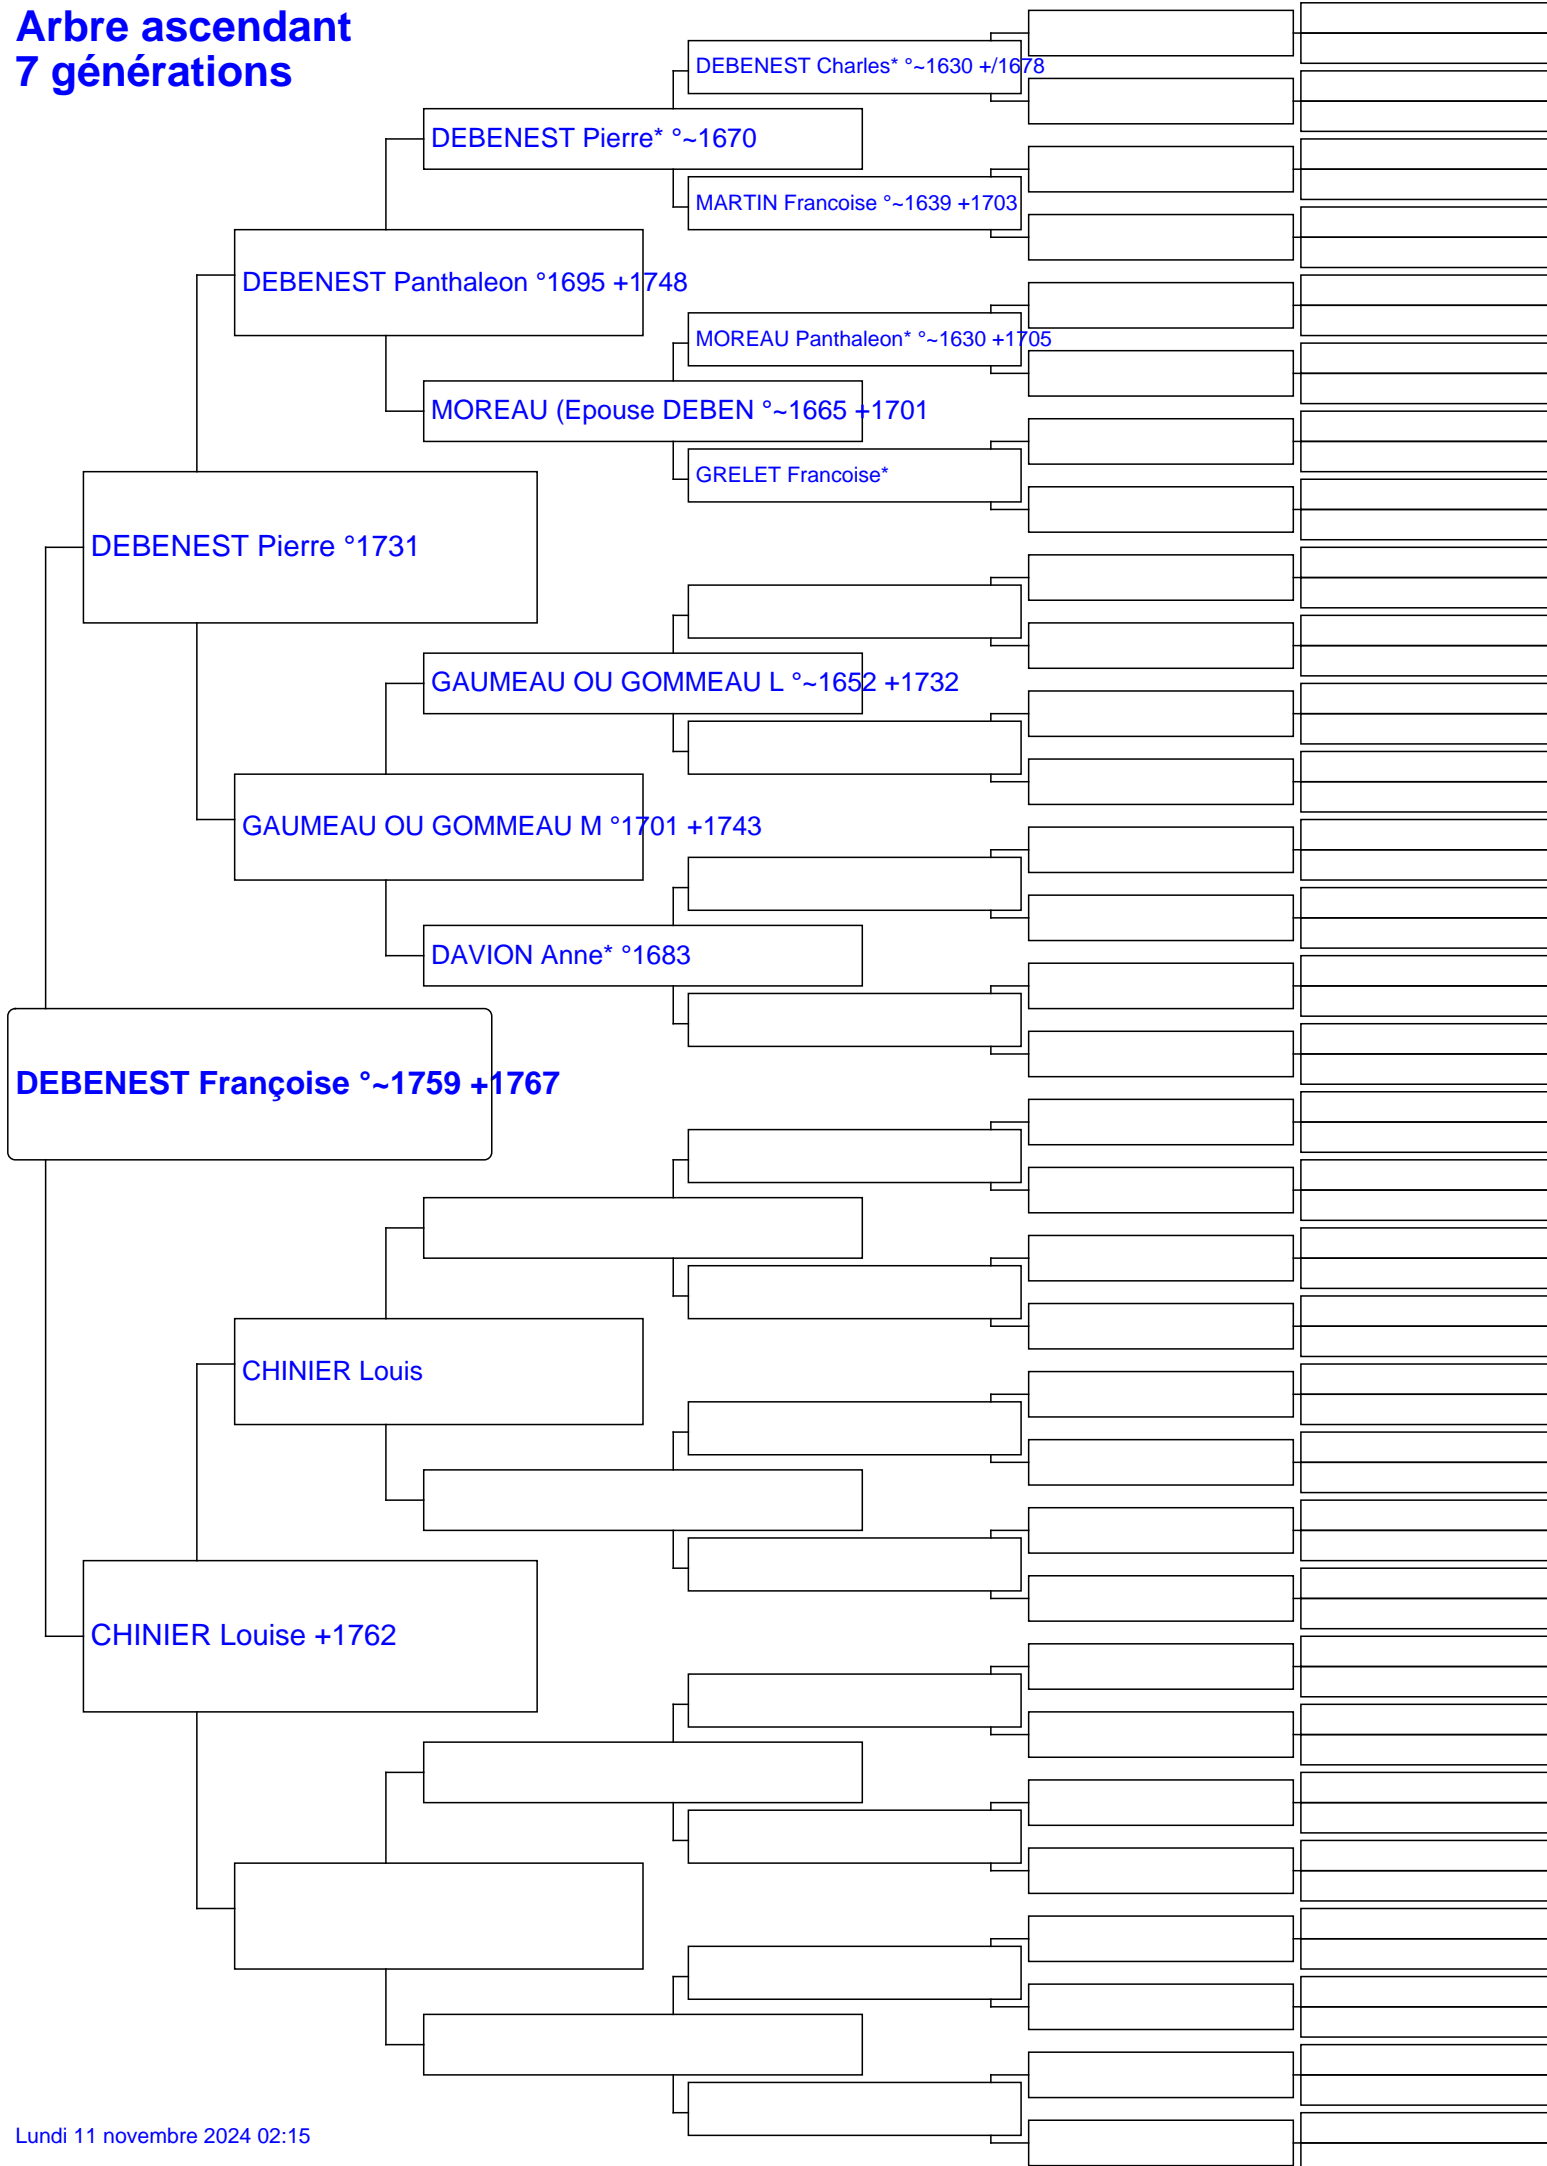 Arbre ascendant
7 générations
DEBENEST Charles* °~1630 +/1678
DEBENEST Pierre* °~1670
MARTIN Francoise °~1639 +1703
DEBENEST Panthaleon °1695 +1748
MOREAU Panthaleon* °~1630 +1705
MOREAU (Epouse DEBEN °~1665 +1701
GRELET Francoise*
DEBENEST Pierre °1731
GAUMEAU OU GOMMEAU L °~1652 +1732
GAUMEAU OU GOMMEAU M °1701 +1743
DAVION Anne* °1683
DEBENEST Françoise °~1759 +1767
CHINIER Louis
CHINIER Louise +1762
Lundi 11 novembre 2024 02:15